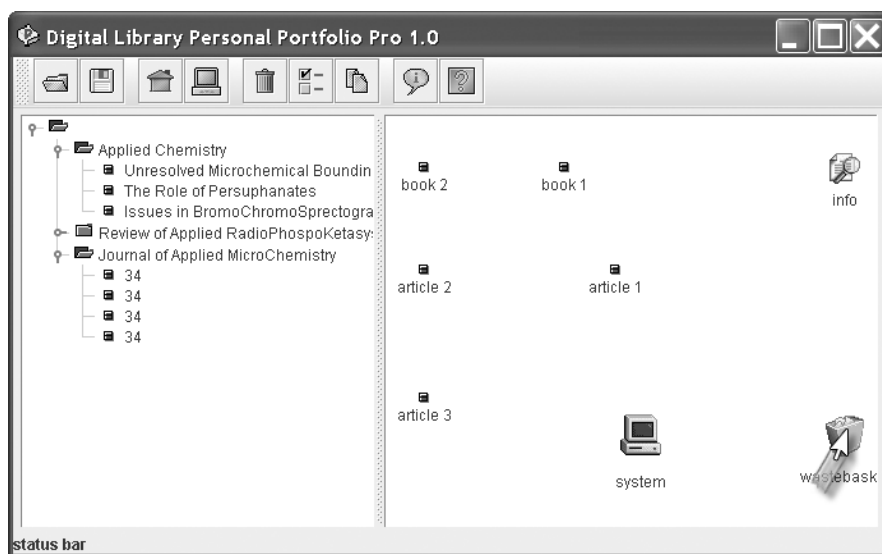 Digital Library Personal Portfolio Pro 1.0
Applied Chemistry
Unresolved Microchemical Boundin
The Role of Persuphanates
Issues in BromoChromoSprectogra
Review of Applied RadioPhospoKetasy
Journal of Applied MicroChemistry
34
34
34
34
book 2
book 1
info
article 2
article 1
article 3
system
wastebask
status bar